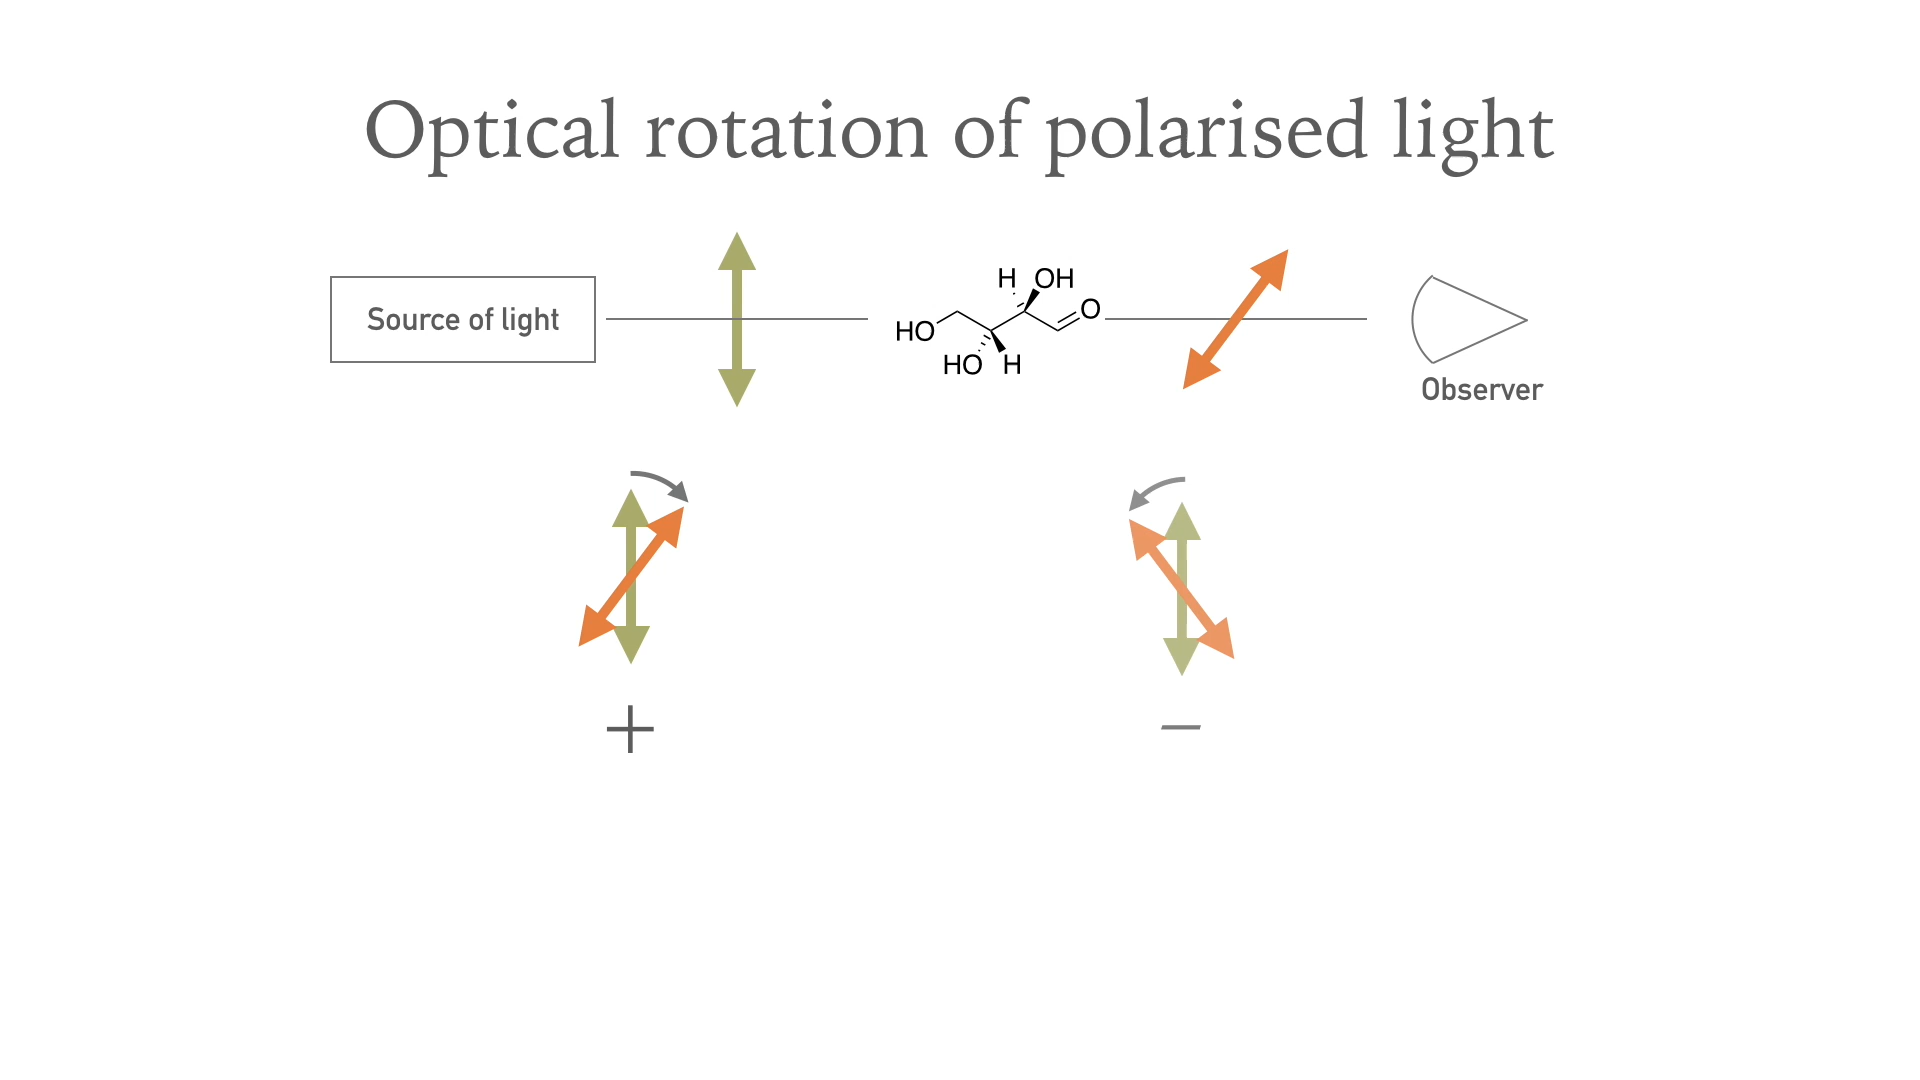 Optical rotation of polarised light
Source of light
H OH
HO O
HO H
Observer
+ −